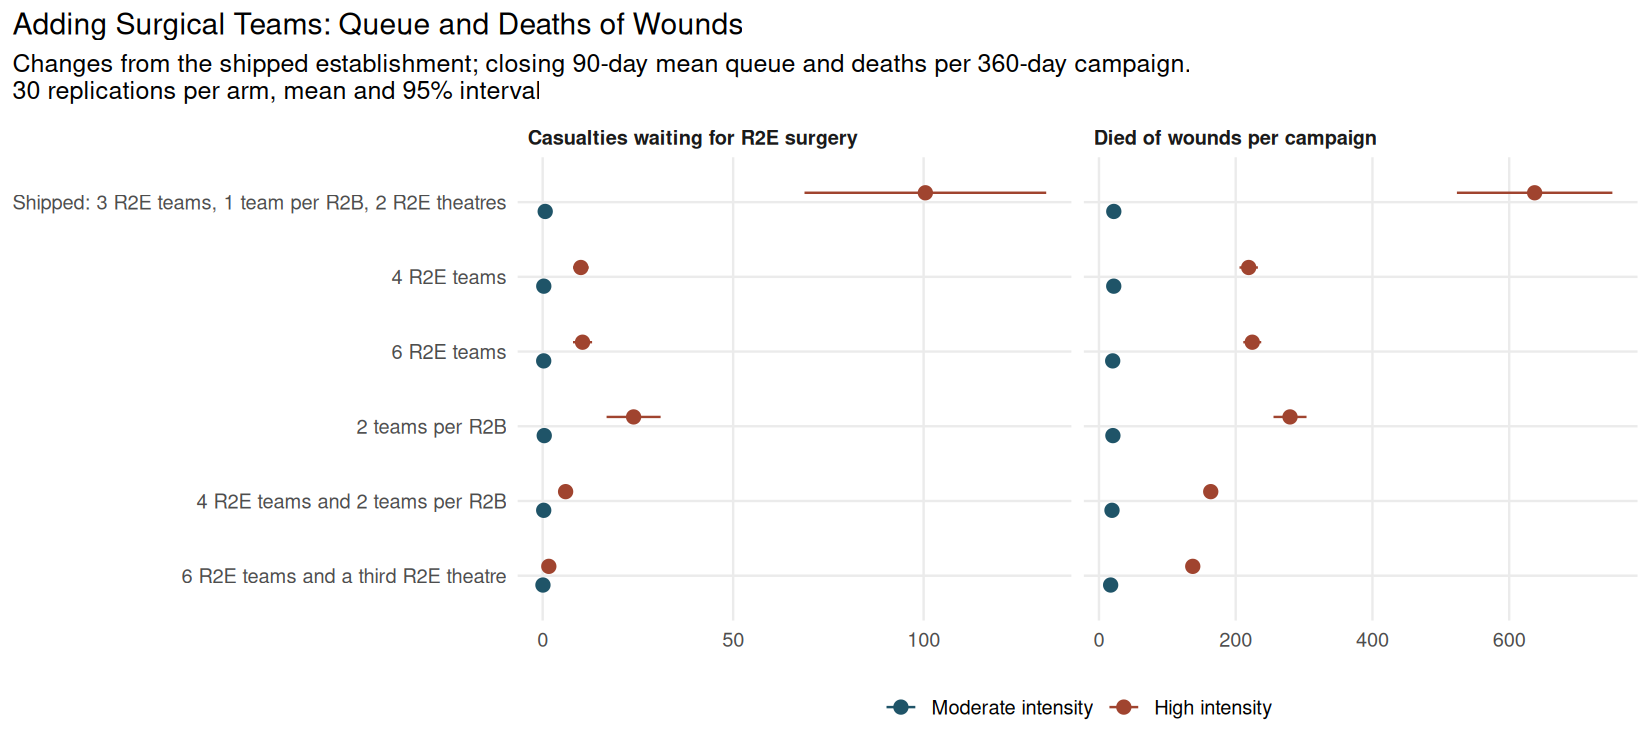 Adding Surgical Teams: Queue and Deaths of Wounds
Changes from the shipped establishment; closing 90-day mean queue and deaths per 360-day campaign.
30 replications per arm, mean and 95% interval
Casualties waiting for R2E surgery
Died of wounds per campaign
Shipped: 3 R2E teams, 1 team per R2B, 2 R2E theatres
4 R2E teams
6 R2E teams
2 teams per R2B
4 R2E teams and 2 teams per R2B
6 R2E teams and a third R2E theatre
0 50 100
0 200 400 600
Moderate intensity
High intensity